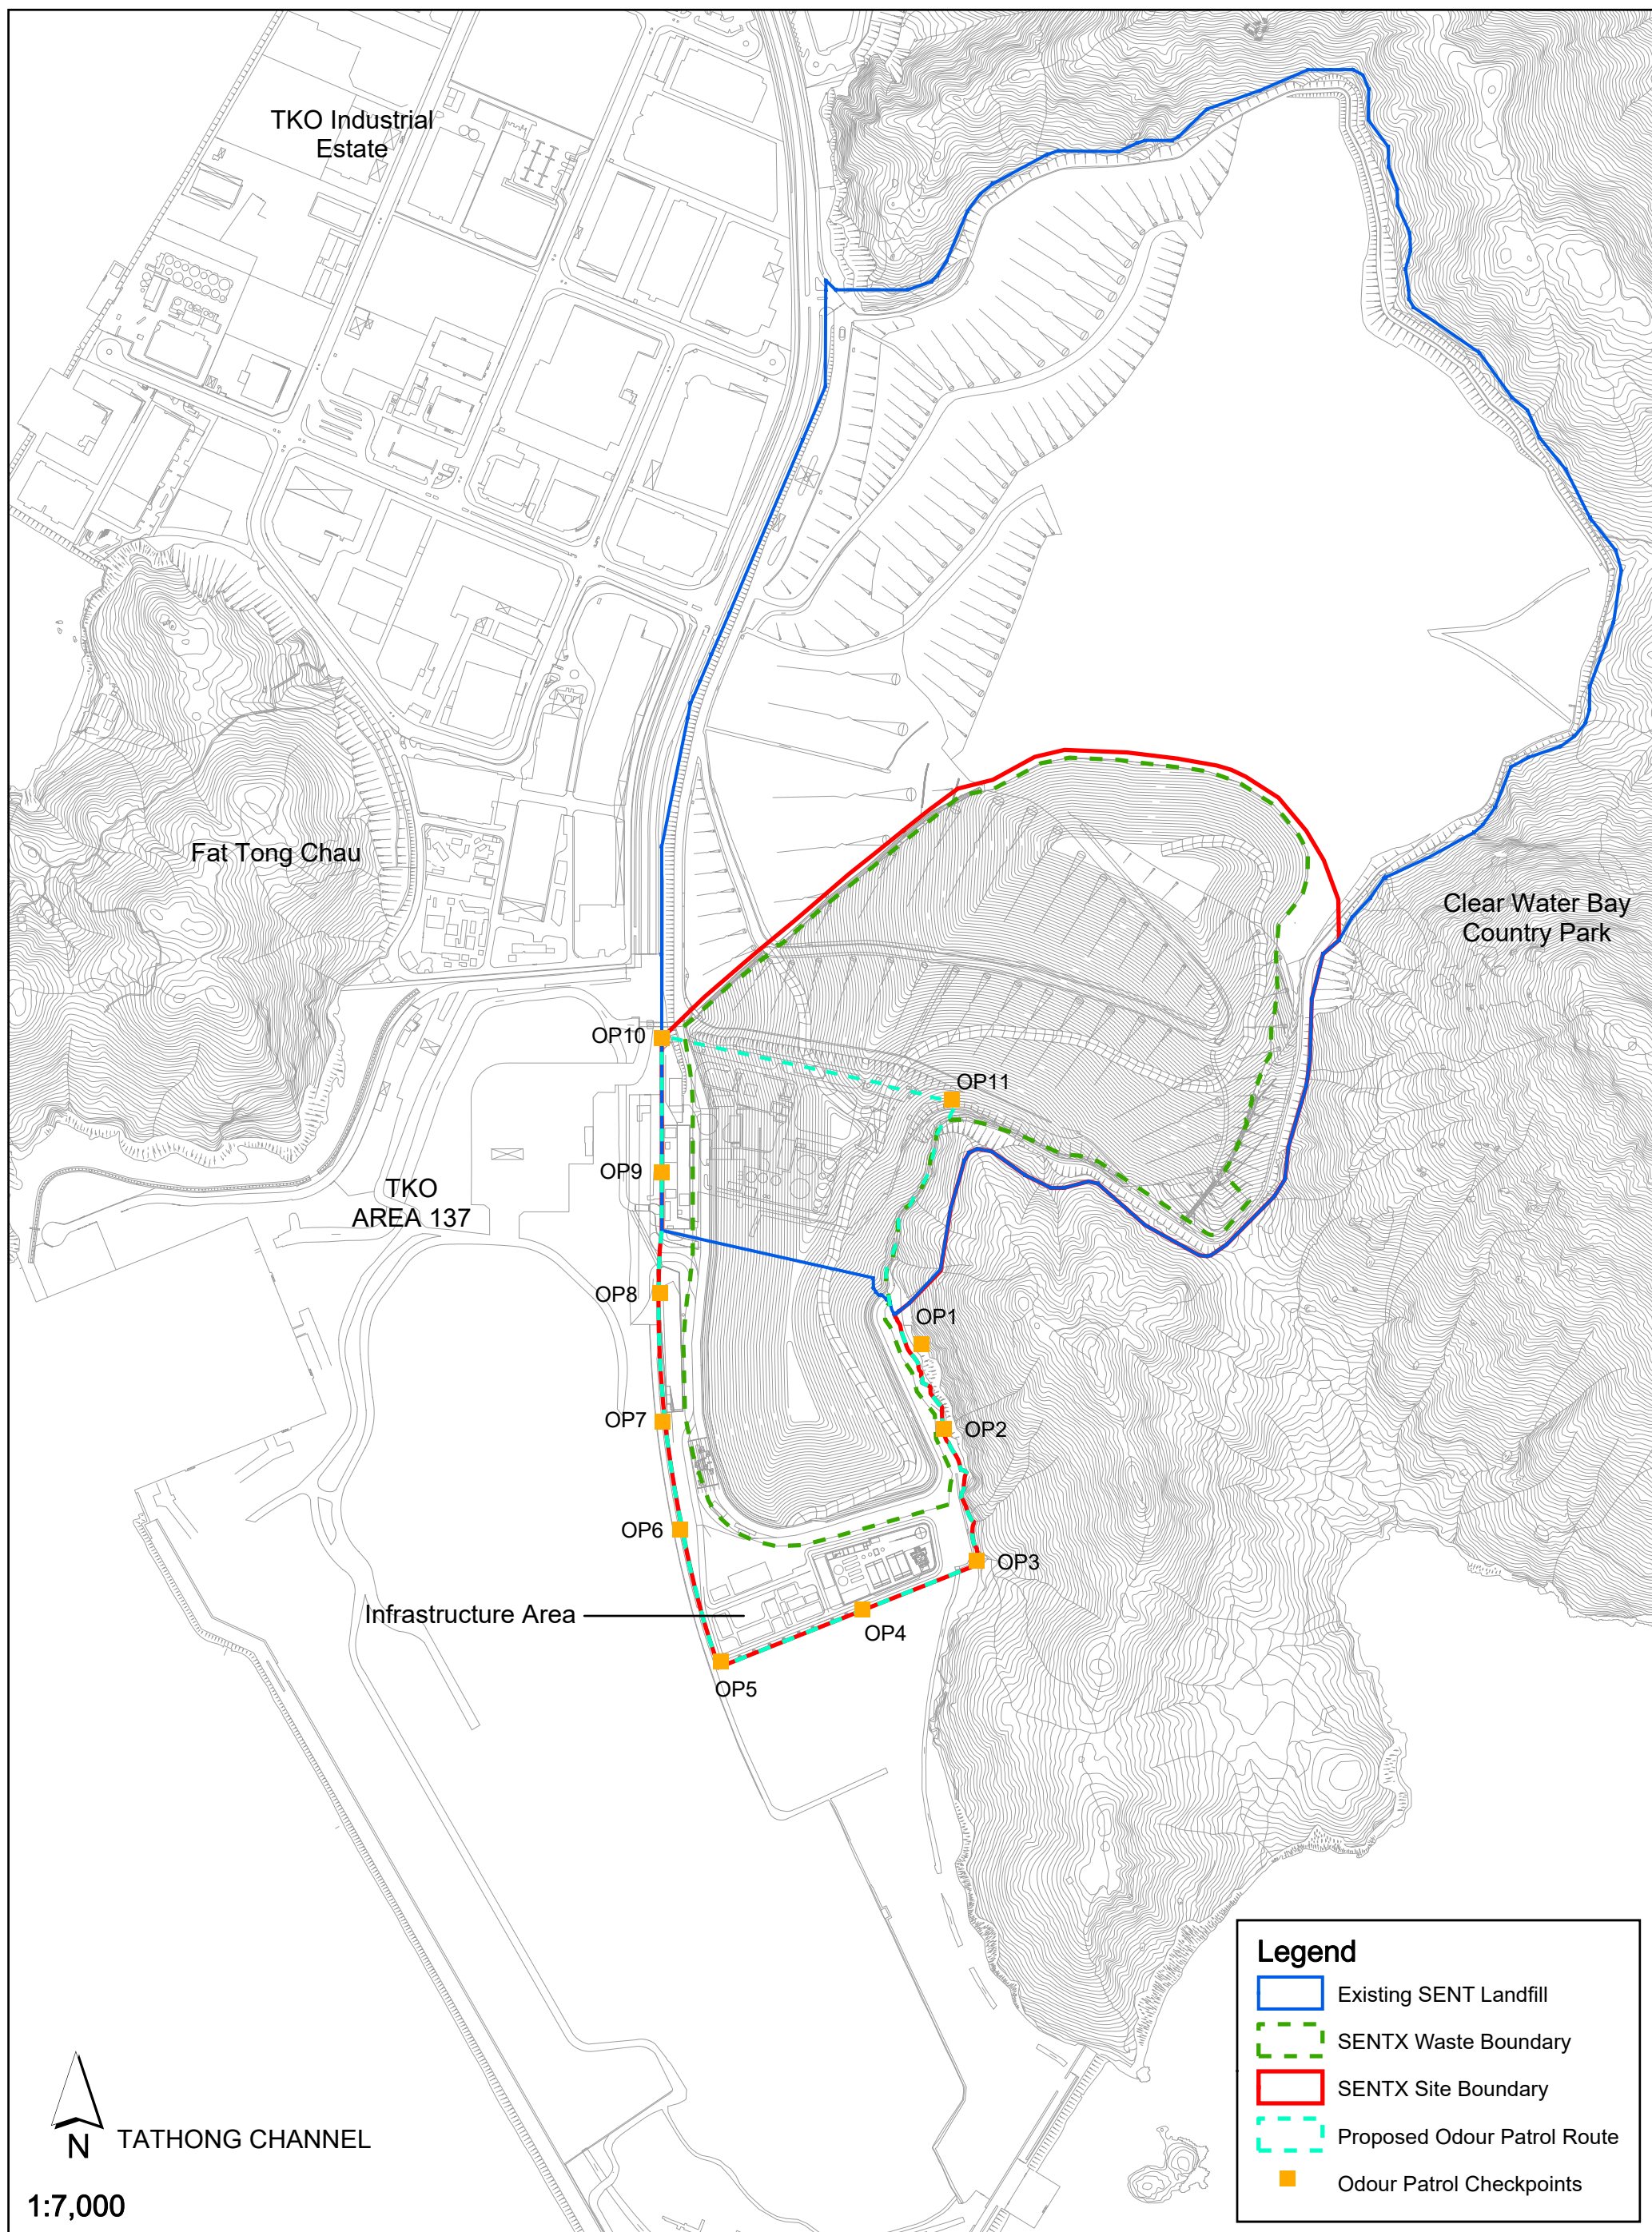 TKO Industrial
Estate
Fat Tong Chau
Clear Water Bay
Country Park
OP10
OP11
OP9
TKO
AREA 137
OP8
OP1
OP7
OP2
OP6
OP3
Infrastructure Area
OP4
OP5
Legend
Existing SENT Landfill
SENTX Waste Boundary
SENTX Site Boundary
Proposed Odour Patrol Route
Odour Patrol Checkpoints
N
TATHONG CHANNEL
1:7,000